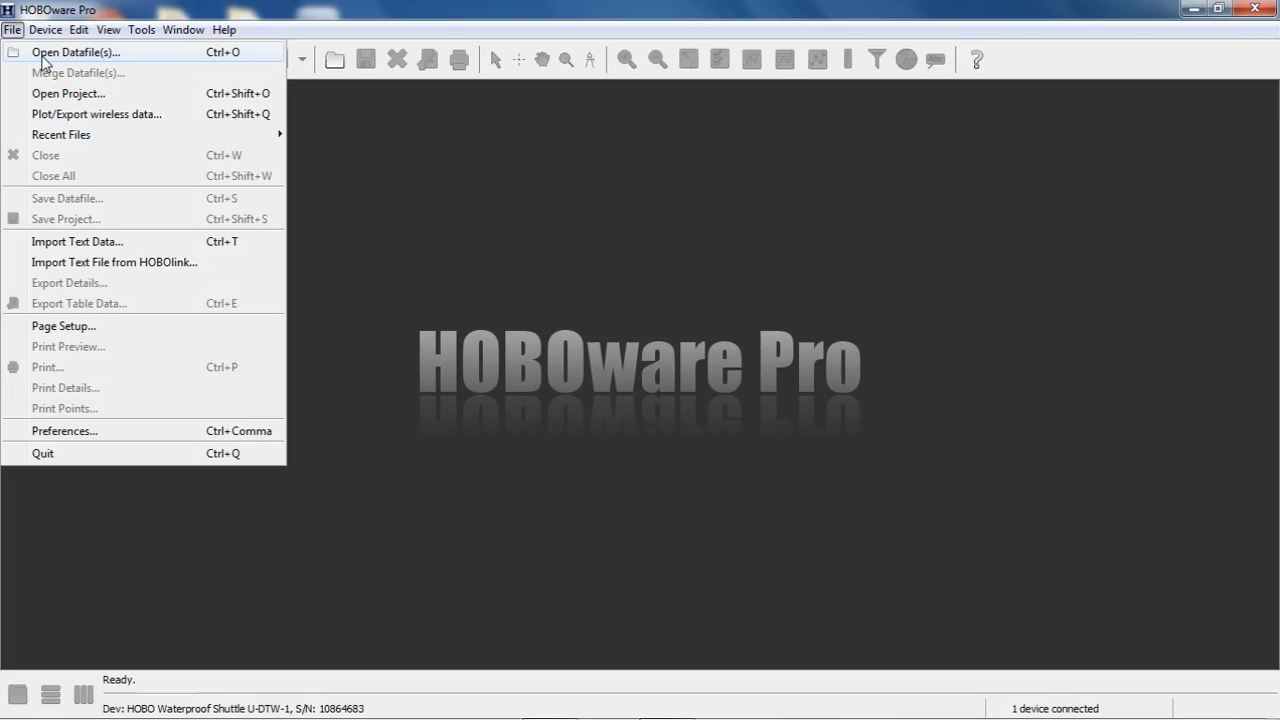 HOBOware Pro
File Device Edit View Tools Window Help
Open Datafile(s)... Ctrl+O
Merge Datafile(s)...
Open Project... Ctrl+Shift+O
Plot/Export wireless data... Ctrl+Shift+Q
Recent Files
Close Ctrl+W
Close All Ctrl+Shift+W
Save Datafile... Ctrl+S
Save Project... Ctrl+Shift+S
Import Text Data... Ctrl+T
Import Text File from HOBOlink...
Export Details...
Export Table Data... Ctrl+E
Page Setup...
Print Preview...
Print... Ctrl+P
Print Details...
Print Points...
Preferences... Ctrl+Comma
Quit Ctrl+Q
HOBOware Pro
Ready.
Dev: HOBO Waterproof Shuttle U-DTW-1, S/N: 10864683 1 device connected